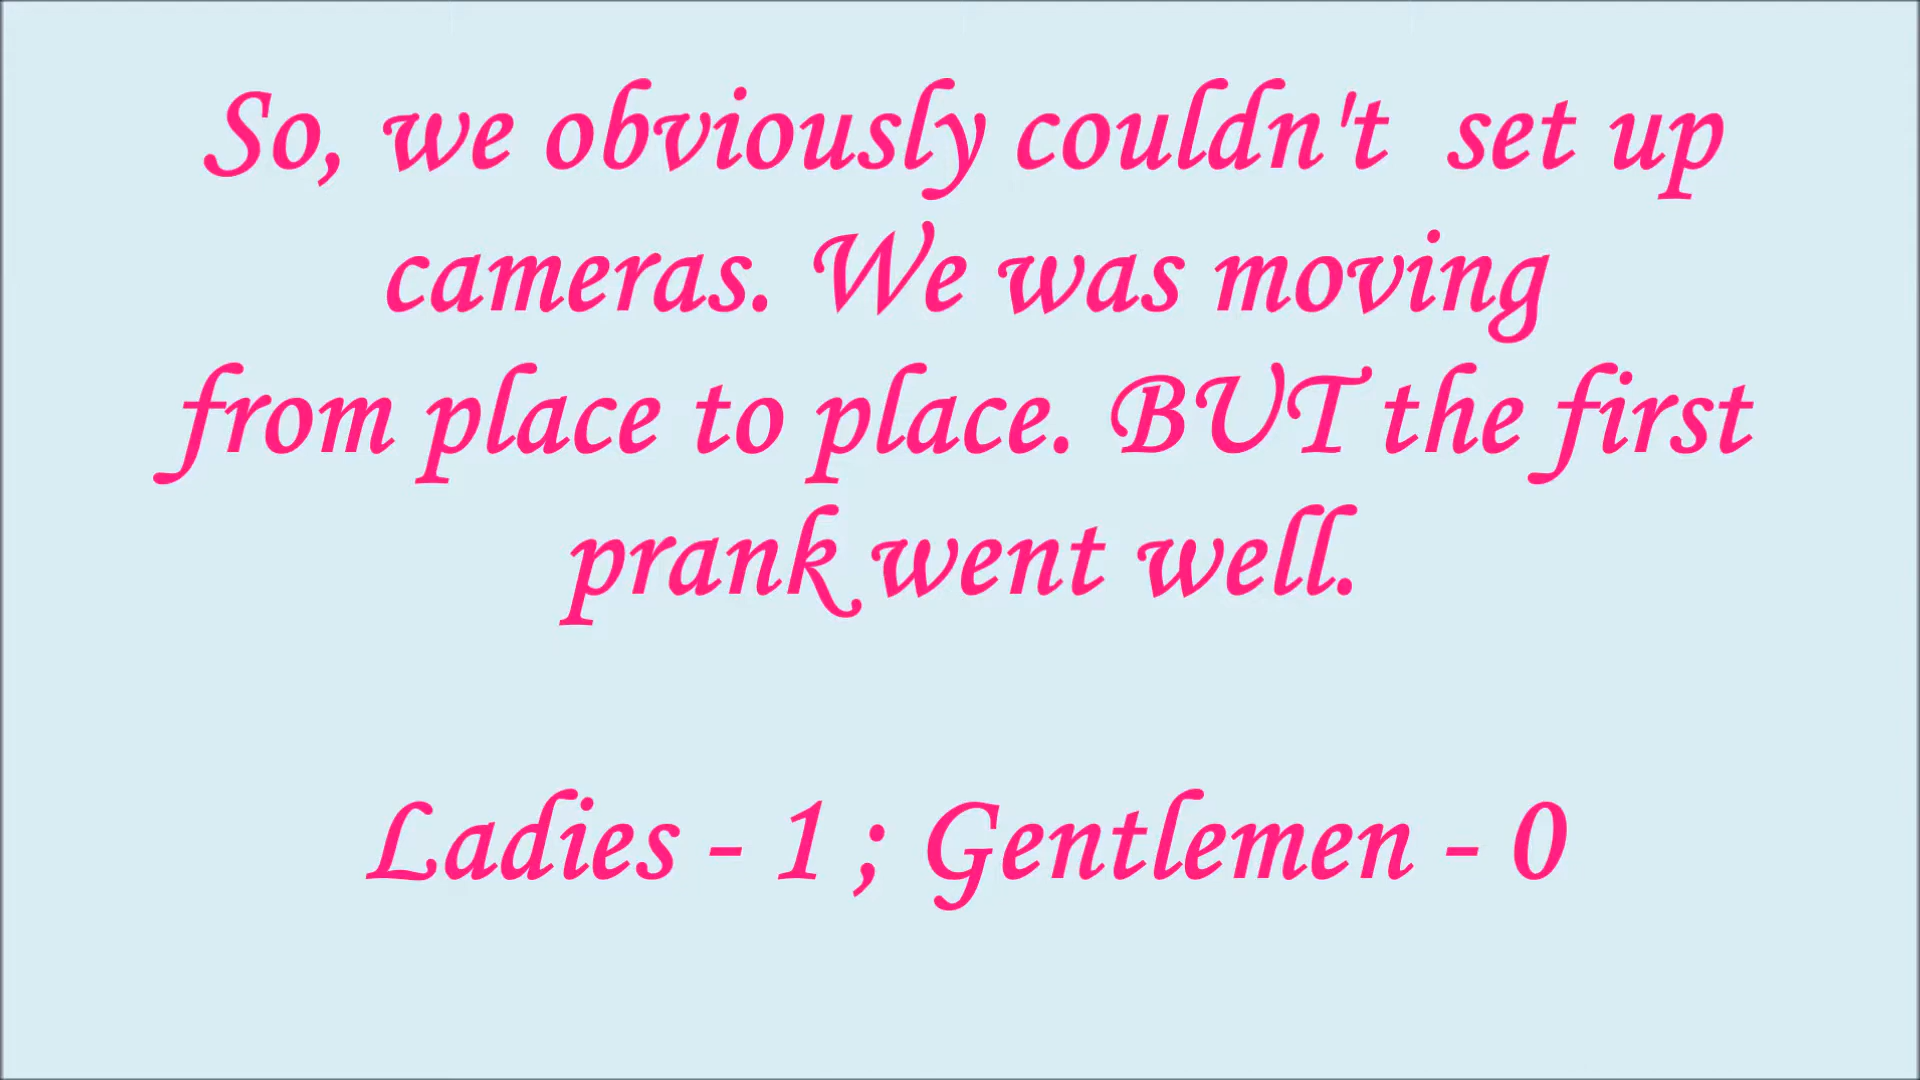 So, we obviously couldn't  set up
cameras. We was moving
from place to place. BUT the first
prank went well.
Ladies - 1 ; Gentlemen - 0